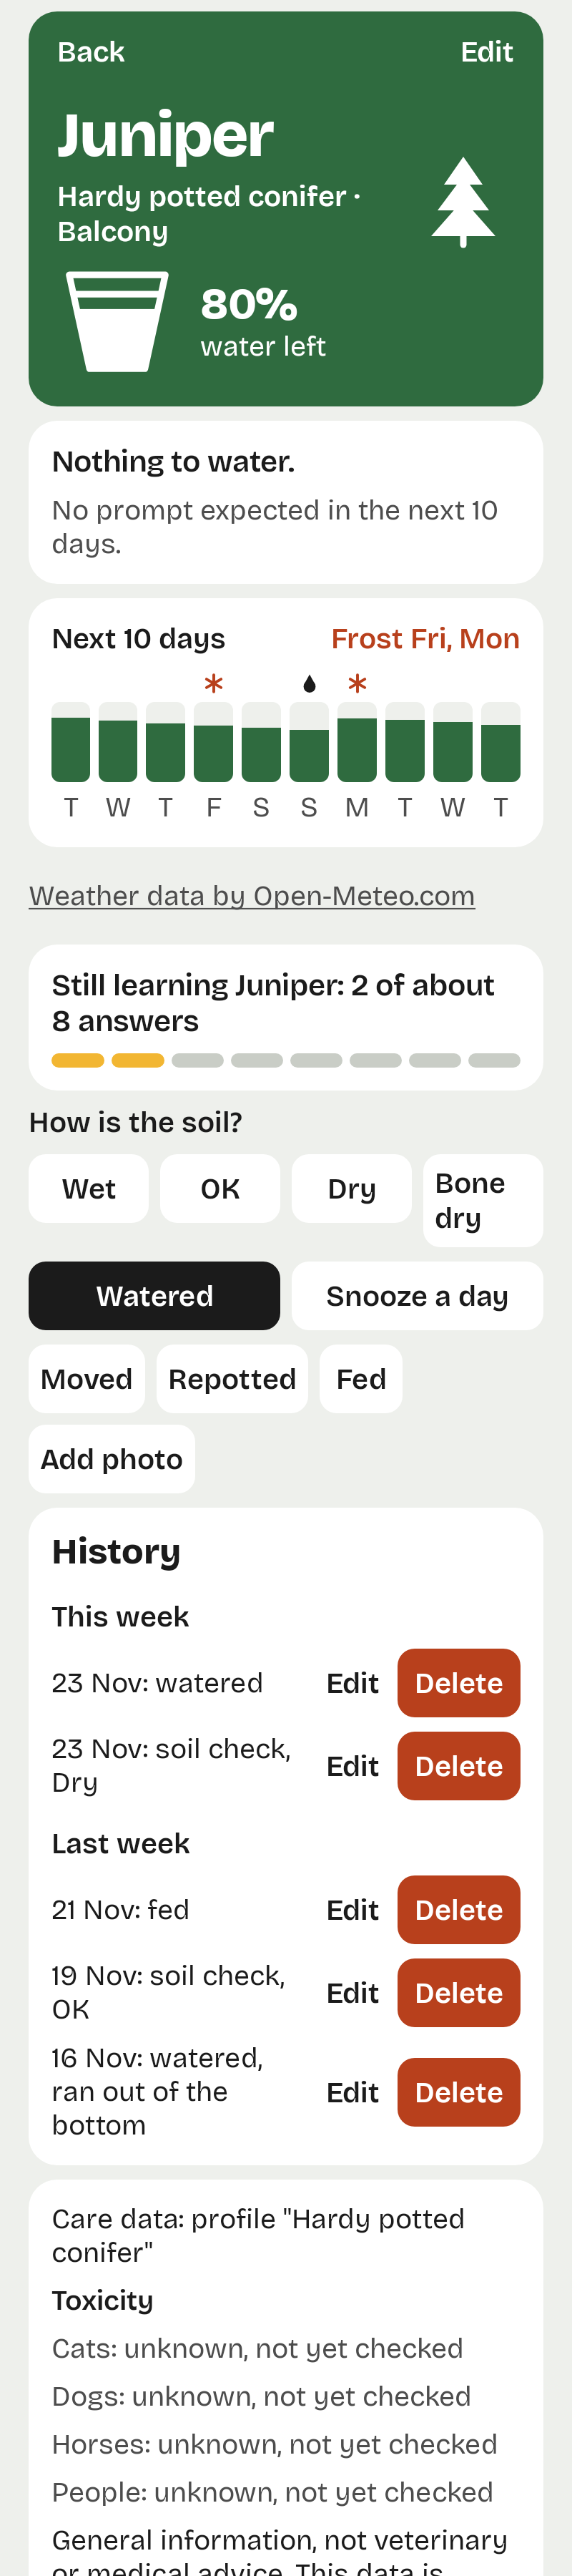 Back Edit
Juniper
Hardy potted conifer ·
Balcony
80%
water left
Nothing to water.
No prompt expected in the next 10
days.
Next 10 days Frost Fri, Mon
T W T F S S M T W T
Weather data by Open-Meteo.com
Still learning Juniper: 2 of about
8 answers
How is the soil?
Wet OK Dry Bone
dry
Watered Snooze a day
Moved Repotted Fed
Add photo
History
This week
23 Nov: watered Edit Delete
23 Nov: soil check,
Dry Edit Delete
Last week
21 Nov: fed Edit Delete
19 Nov: soil check,
OK Edit Delete
16 Nov: watered,
ran out of the Edit Delete
bottom
Care data: profile "Hardy potted
conifer"
Toxicity
Cats: unknown, not yet checked
Dogs: unknown, not yet checked
Horses: unknown, not yet checked
People: unknown, not yet checked
General information, not veterinary
or medical advice. This data is